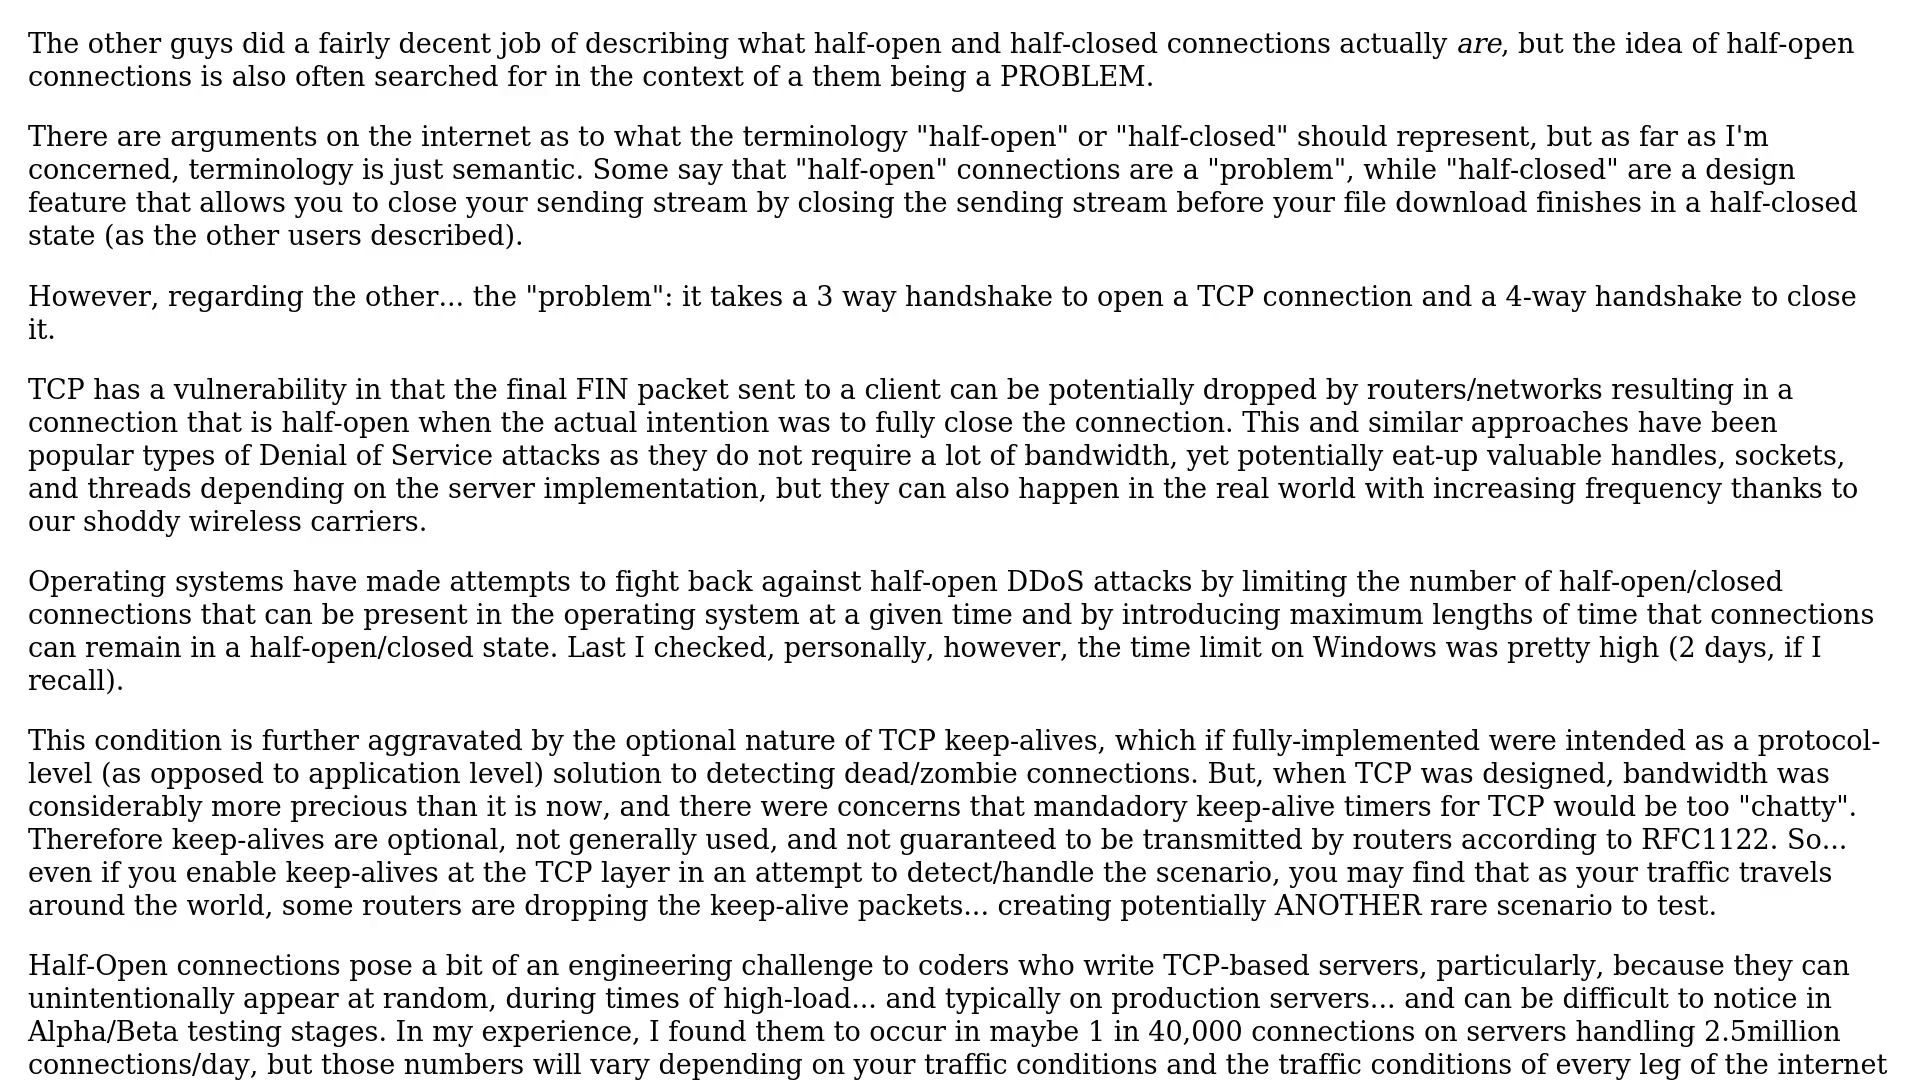 The other guys did a fairly decent job of describing what half-open and half-closed connections actually are, but the idea of half-open
connections is also often searched for in the context of a them being a PROBLEM.
There are arguments on the internet as to what the terminology "half-open" or "half-closed" should represent, but as far as I'm
concerned, terminology is just semantic. Some say that "half-open" connections are a "problem", while "half-closed" are a design
feature that allows you to close your sending stream by closing the sending stream before your file download finishes in a half-closed
state (as the other users described).
However, regarding the other... the "problem": it takes a 3 way handshake to open a TCP connection and a 4-way handshake to close
it.
TCP has a vulnerability in that the final FIN packet sent to a client can be potentially dropped by routers/networks resulting in a
connection that is half-open when the actual intention was to fully close the connection. This and similar approaches have been
popular types of Denial of Service attacks as they do not require a lot of bandwidth, yet potentially eat-up valuable handles, sockets,
and threads depending on the server implementation, but they can also happen in the real world with increasing frequency thanks to
our shoddy wireless carriers.
Operating systems have made attempts to fight back against half-open DDoS attacks by limiting the number of half-open/closed
connections that can be present in the operating system at a given time and by introducing maximum lengths of time that connections
can remain in a half-open/closed state. Last I checked, personally, however, the time limit on Windows was pretty high (2 days, if I
recall).
This condition is further aggravated by the optional nature of TCP keep-alives, which if fully-implemented were intended as a protocol-
level (as opposed to application level) solution to detecting dead/zombie connections. But, when TCP was designed, bandwidth was
considerably more precious than it is now, and there were concerns that mandadory keep-alive timers for TCP would be too "chatty".
Therefore keep-alives are optional, not generally used, and not guaranteed to be transmitted by routers according to RFC1122. So...
even if you enable keep-alives at the TCP layer in an attempt to detect/handle the scenario, you may find that as your traffic travels
around the world, some routers are dropping the keep-alive packets... creating potentially ANOTHER rare scenario to test.
Half-Open connections pose a bit of an engineering challenge to coders who write TCP-based servers, particularly, because they can
unintentionally appear at random, during times of high-load... and typically on production servers... and can be difficult to notice in
Alpha/Beta testing stages. In my experience, I found them to occur in maybe 1 in 40,000 connections on servers handling 2.5million
connections/day, but those numbers will vary depending on your traffic conditions and the traffic conditions of every leg of the internet